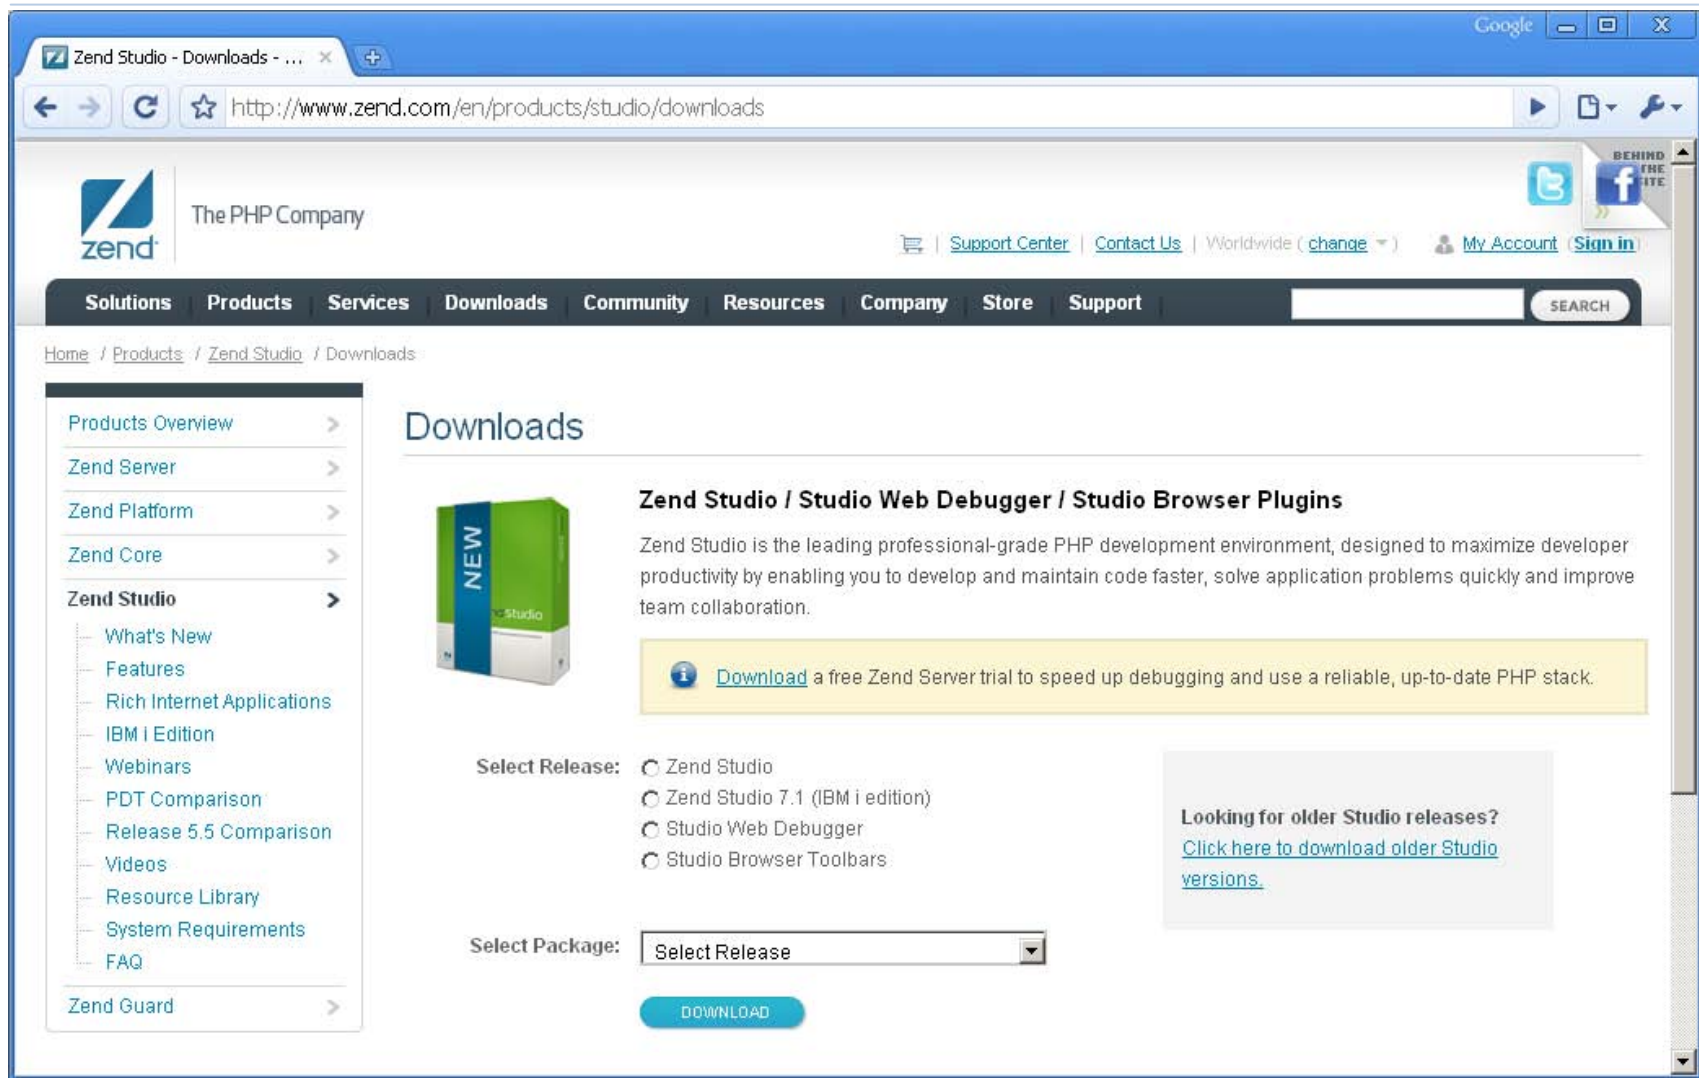 Google
Zend Studio - Downloads - ...
http://www.zend.com/en/products/studio/downloads
BEHIND
THE
SITE
zend
The PHP Company
Support Center | Contact Us | Worldwide ( change ) My Account (Sign in)
Solutions Products Services Downloads Community Resources Company Store Support SEARCH
Home / Products / Zend Studio / Downloads
Products Overview
Zend Server
Zend Platform
Zend Core
Zend Studio
What's New
Features
Rich Internet Applications
IBM i Edition
Webinars
PDT Comparison
Release 5.5 Comparison
Videos
Resource Library
System Requirements
FAQ
Zend Guard
Downloads
NEW
Studio
Zend Studio / Studio Web Debugger / Studio Browser Plugins
Zend Studio is the leading professional-grade PHP development environment, designed to maximize developer
productivity by enabling you to develop and maintain code faster, solve application problems quickly and improve
team collaboration.
Download a free Zend Server trial to speed up debugging and use a reliable, up-to-date PHP stack.
Select Release:
Zend Studio
Zend Studio 7.1 (IBM i edition)
Studio Web Debugger
Studio Browser Toolbars
Looking for older Studio releases?
Click here to download older Studio
versions.
Select Package: Select Release
DOWNLOAD